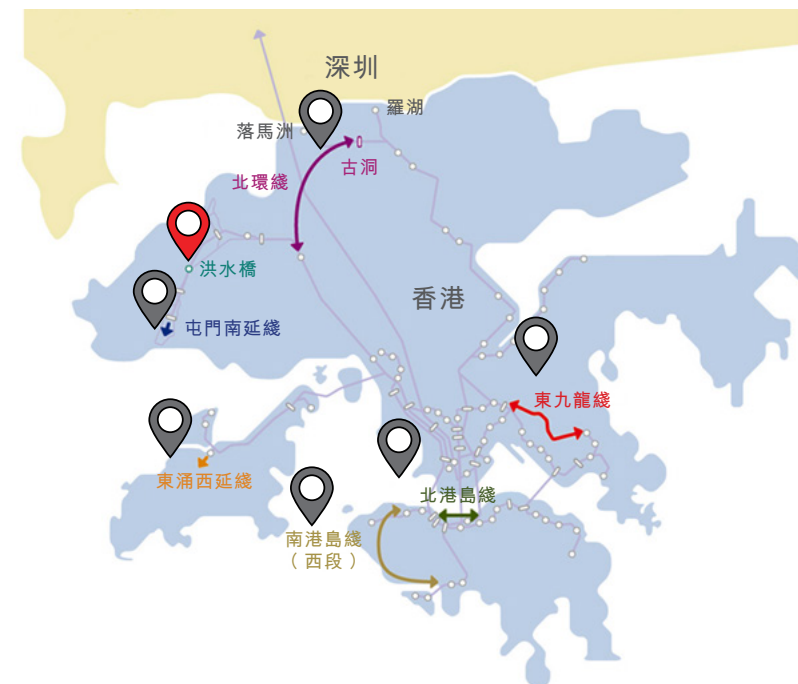 深圳
羅湖
落馬洲
古洞
北環綫
洪水橋
香港
屯門南延綫
東九龍綫
東涌西延綫
北港島綫
南港島綫
（西段）